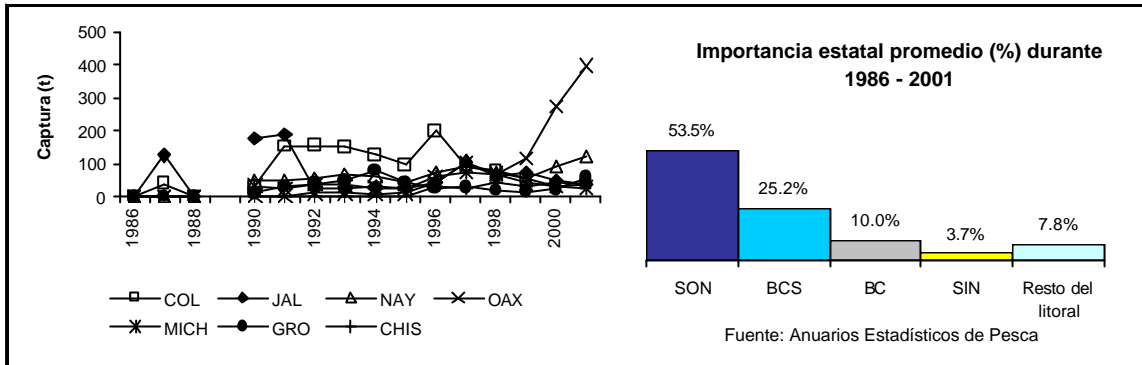 500
400
300
200
100
0
Captura (t)
1986
1988
1990
1992
1994
1996
1998
2000
COL JAL NAY OAX
MICH GRO CHIS
Importancia estatal promedio (%) durante
1986 - 2001
53.5%
25.2%
10.0%
3.7%
7.8%
SON BCS BC SIN Resto del
litoral
Fuente: Anuarios Estadísticos de Pesca